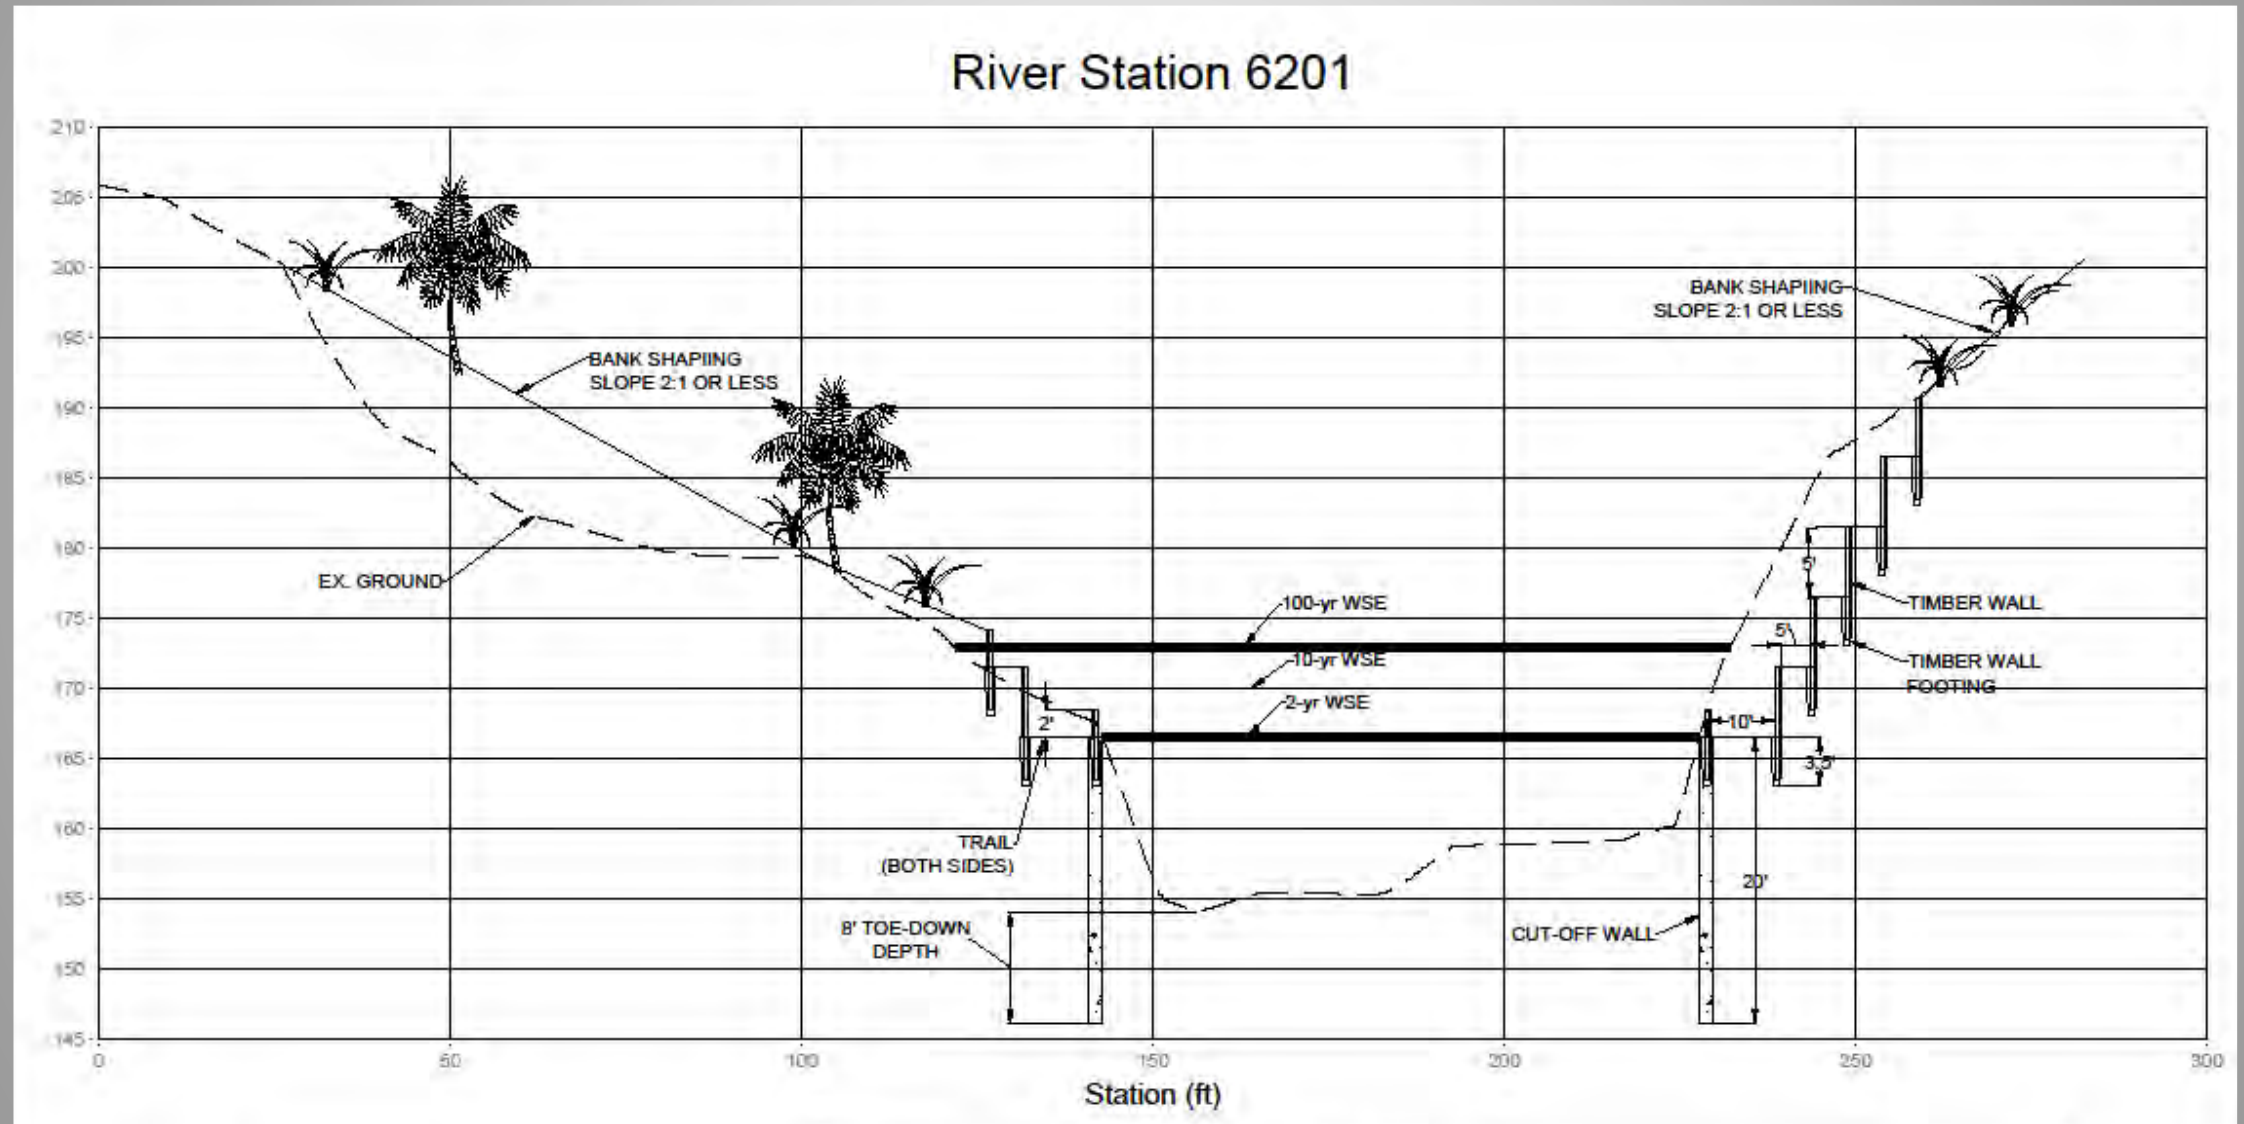 River Station 6201
210
205
200
195
190
185
180
175
170
165
160
155
150
145
0
50
100
150
200
250
300
Station (ft)
BANK SHAPIING
SLOPE 2:1 OR LESS
EX. GROUND
BANK SHAPIING
SLOPE 2:1 OR LESS
100-yr WSE
10-yr WSE
2-yr WSE
5'
5'
TIMBER WALL
TIMBER WALL
FOOTING
2'
10'
3.5'
TRAIL
(BOTH SIDES)
20'
8' TOE-DOWN
DEPTH
CUT-OFF WALL